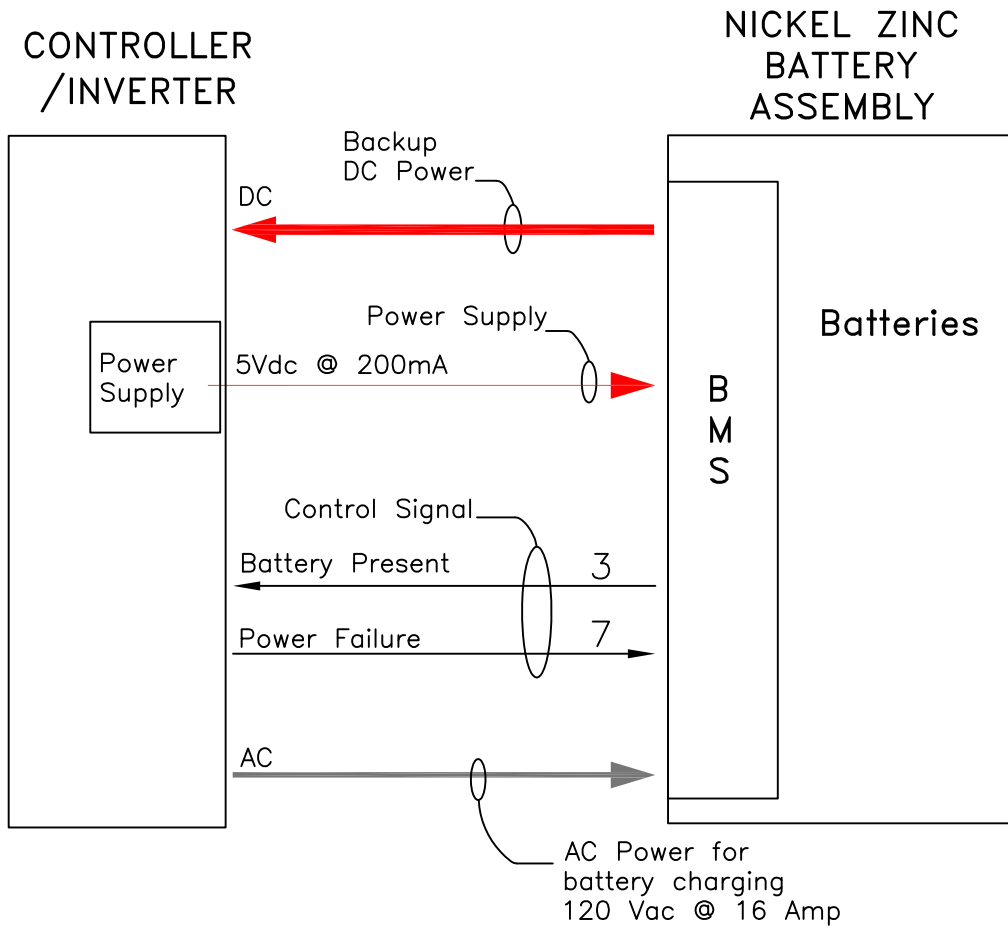 CONTROLLER
/INVERTER
NICKEL ZINC
BATTERY
ASSEMBLY
Backup
DC Power
DC
Power Supply
5Vdc @ 200mA
Power
Supply
Batteries
B
M
S
Control Signal
Battery Present
3
Power Failure
7
AC
AC Power for
battery charging
120 Vac @ 16 Amp